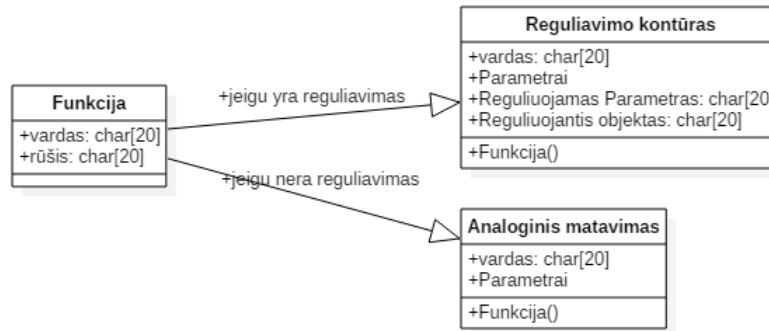 Funkcija
+vardas: char[20]
+rūšis: char[20]
+jeigu yra reguliavimas
+jeigu nera reguliavimas
Reguliavimo kontūras
+vardas: char[20]
+Parametrai
+Reguliuojamas Parametras: char[20
+Reguliuojantis objektas: char[20]
+Funkcija()
Analoginis matavimas
+vardas: char[20]
+Parametrai
+Funkcija()